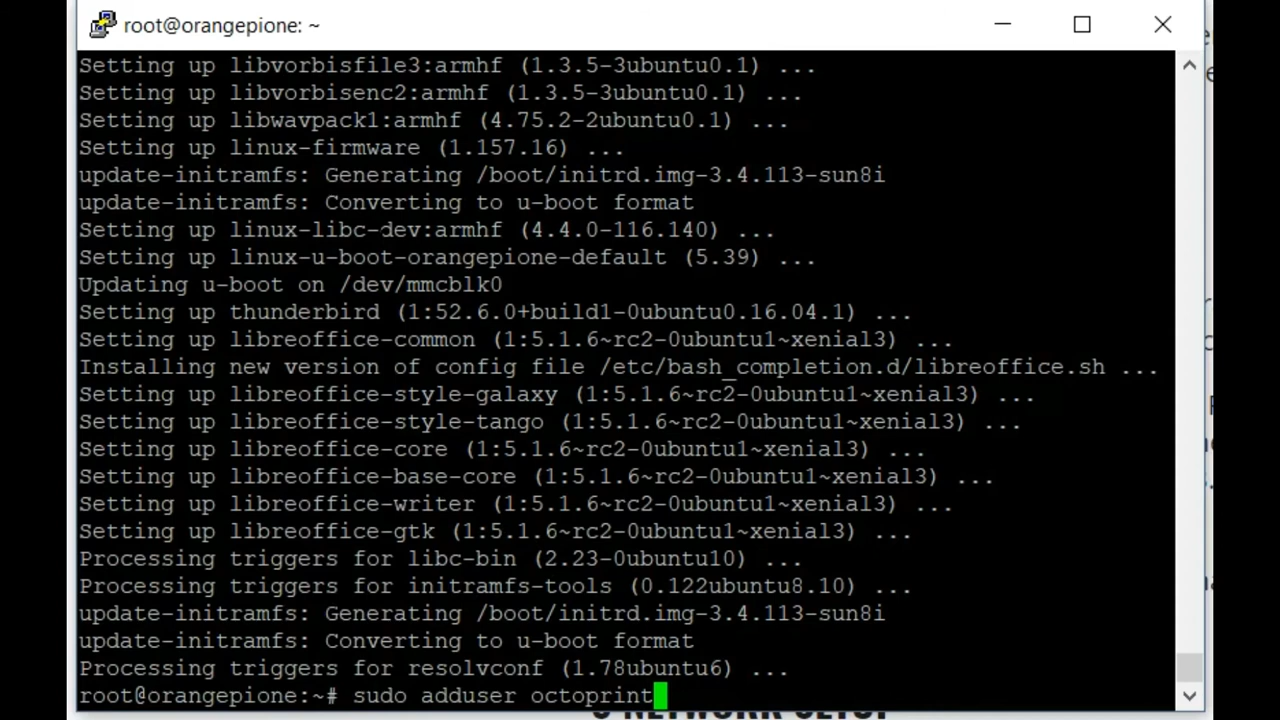 root@orangepione: ~
Setting up libvorbisfile3:armhf (1.3.5-3ubuntu0.1) ...
Setting up libvorbisenc2:armhf (1.3.5-3ubuntu0.1) ...
Setting up libwavpack1:armhf (4.75.2-2ubuntu0.1) ...
Setting up linux-firmware (1.157.16) ...
update-initramfs: Generating /boot/initrd.img-3.4.113-sun8i
update-initramfs: Converting to u-boot format
Setting up linux-libc-dev:armhf (4.4.0-116.140) ...
Setting up linux-u-boot-orangepione-default (5.39) ...
Updating u-boot on /dev/mmcblk0
Setting up thunderbird (1:52.6.0+build1-0ubuntu0.16.04.1) ...
Setting up libreoffice-common (1:5.1.6~rc2-0ubuntu1~xenial3) ...
Installing new version of config file /etc/bash_completion.d/libreoffice.sh ...
Setting up libreoffice-style-galaxy (1:5.1.6~rc2-0ubuntu1~xenial3) ...
Setting up libreoffice-style-tango (1:5.1.6~rc2-0ubuntu1~xenial3) ...
Setting up libreoffice-core (1:5.1.6~rc2-0ubuntu1~xenial3) ...
Setting up libreoffice-base-core (1:5.1.6~rc2-0ubuntu1~xenial3) ...
Setting up libreoffice-writer (1:5.1.6~rc2-0ubuntu1~xenial3) ...
Setting up libreoffice-gtk (1:5.1.6~rc2-0ubuntu1~xenial3) ...
Processing triggers for libc-bin (2.23-0ubuntu10) ...
Processing triggers for initramfs-tools (0.122ubuntu8.10) ...
update-initramfs: Generating /boot/initrd.img-3.4.113-sun8i
update-initramfs: Converting to u-boot format
Processing triggers for resolvconf (1.78ubuntu6) ...
root@orangepione:~# sudo adduser octoprint